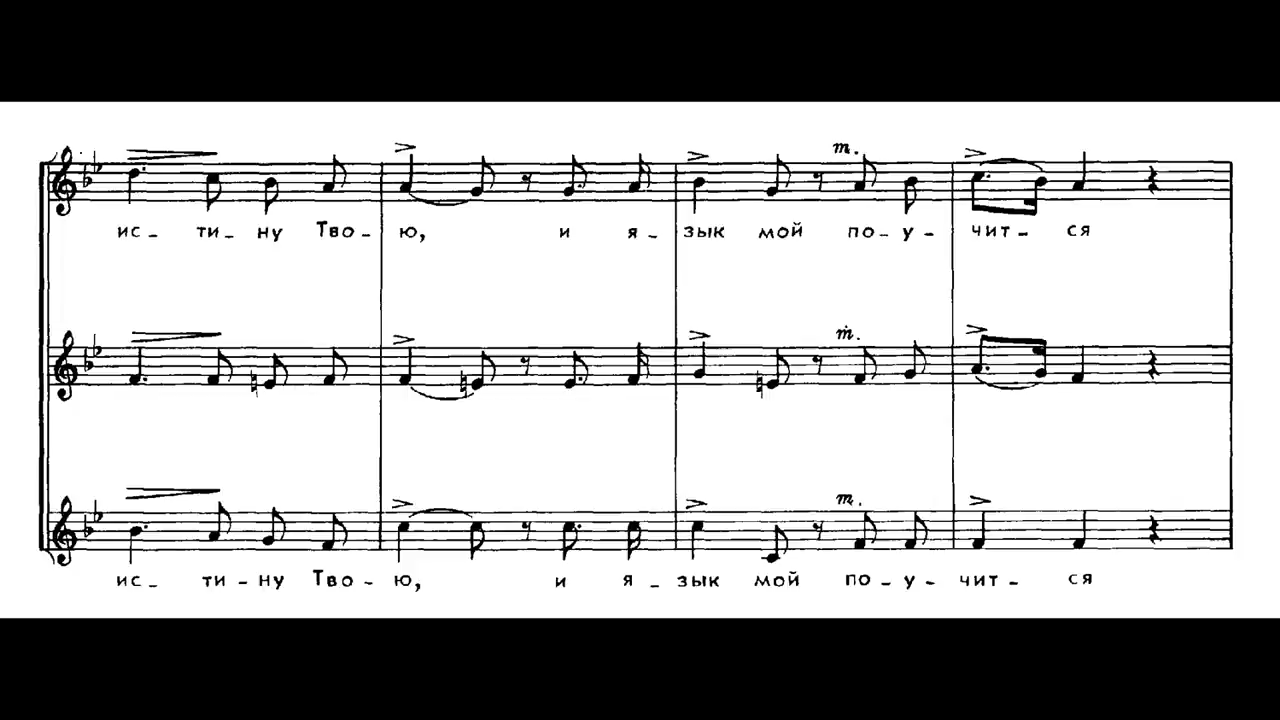 m.
ис - ти - ну Тво - ю, и я - зык мой по - у - чит - ся
m.
m.
ис - ти - ну Тво - ю, и я - зык мой по - у - чит - ся